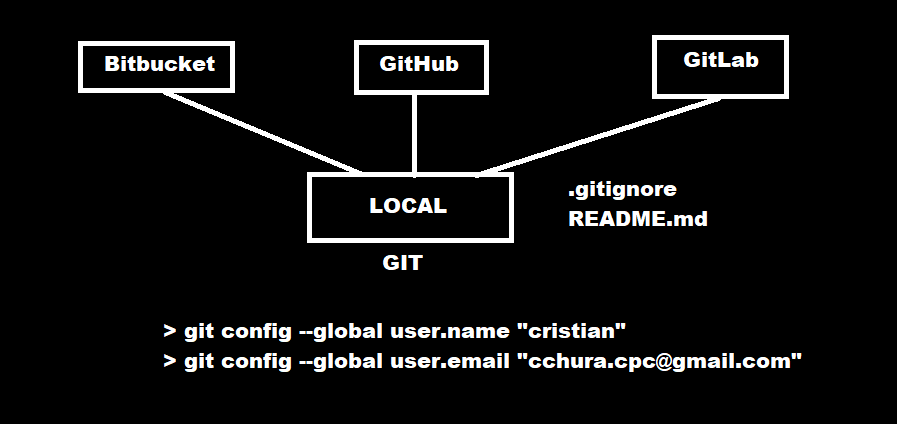 Bitbucket
GitHub
GitLab
LOCAL
GIT
.gitignore
README.md
> git config --global user.name "cristian"
> git config --global user.email "cchura.cpc@gmail.com"